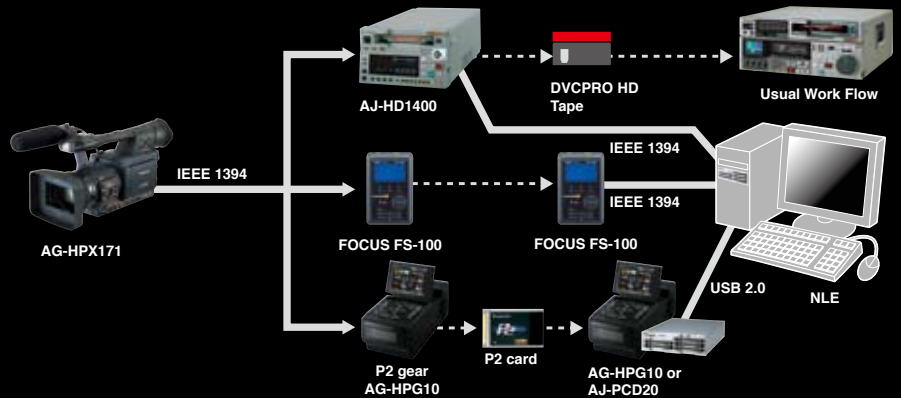 AJ-HD1400
DVCPRO HD
Tape
Usual Work Flow
IEEE 1394
AG-HPX171
IEEE 1394
IEEE 1394
FOCUS FS-100
FOCUS FS-100
USB 2.0
NLE
P2 gear
AG-HPG10
P2
P2 card
AG-HPG10 or
AJ-PCD20